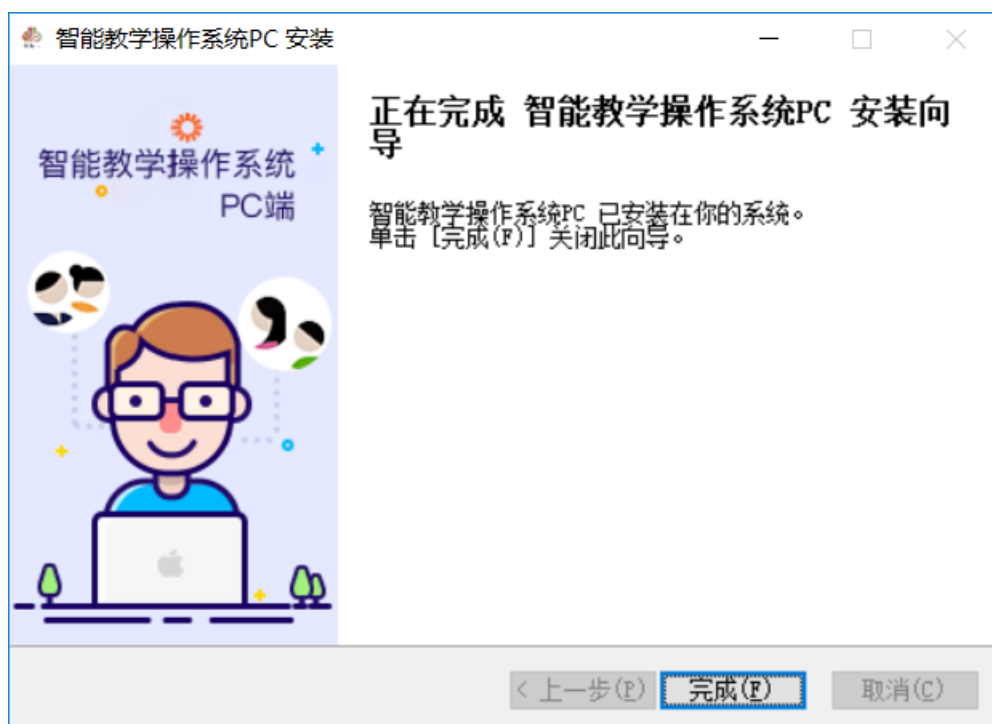 智能教学操作系统PC 安装
智能教学操作系统
PC端
正在完成 智能教学操作系统PC 安装向
导
智能教学操作系统PC 已安装在你的系统。
单击 [完成(F)] 关闭此向导。
< 上一步(P)
完成(F)
取消(C)